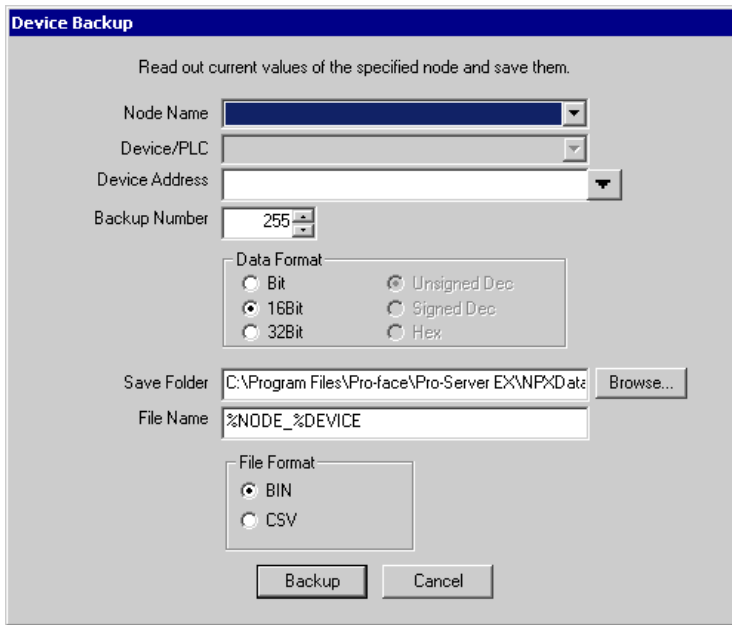 Device Backup
Read out current values of the specified node and save them.
Node Name
Device/PLC
Device Address
Backup Number 255
Data Format
Bit Unsigned Dec
16Bit Signed Dec
32Bit Hex
Save Folder C:\Program Files\Pro-face\Pro-Server EX\NPXData Browse...
File Name %NODE_%DEVICE
File Format
BIN
CSV
Backup Cancel